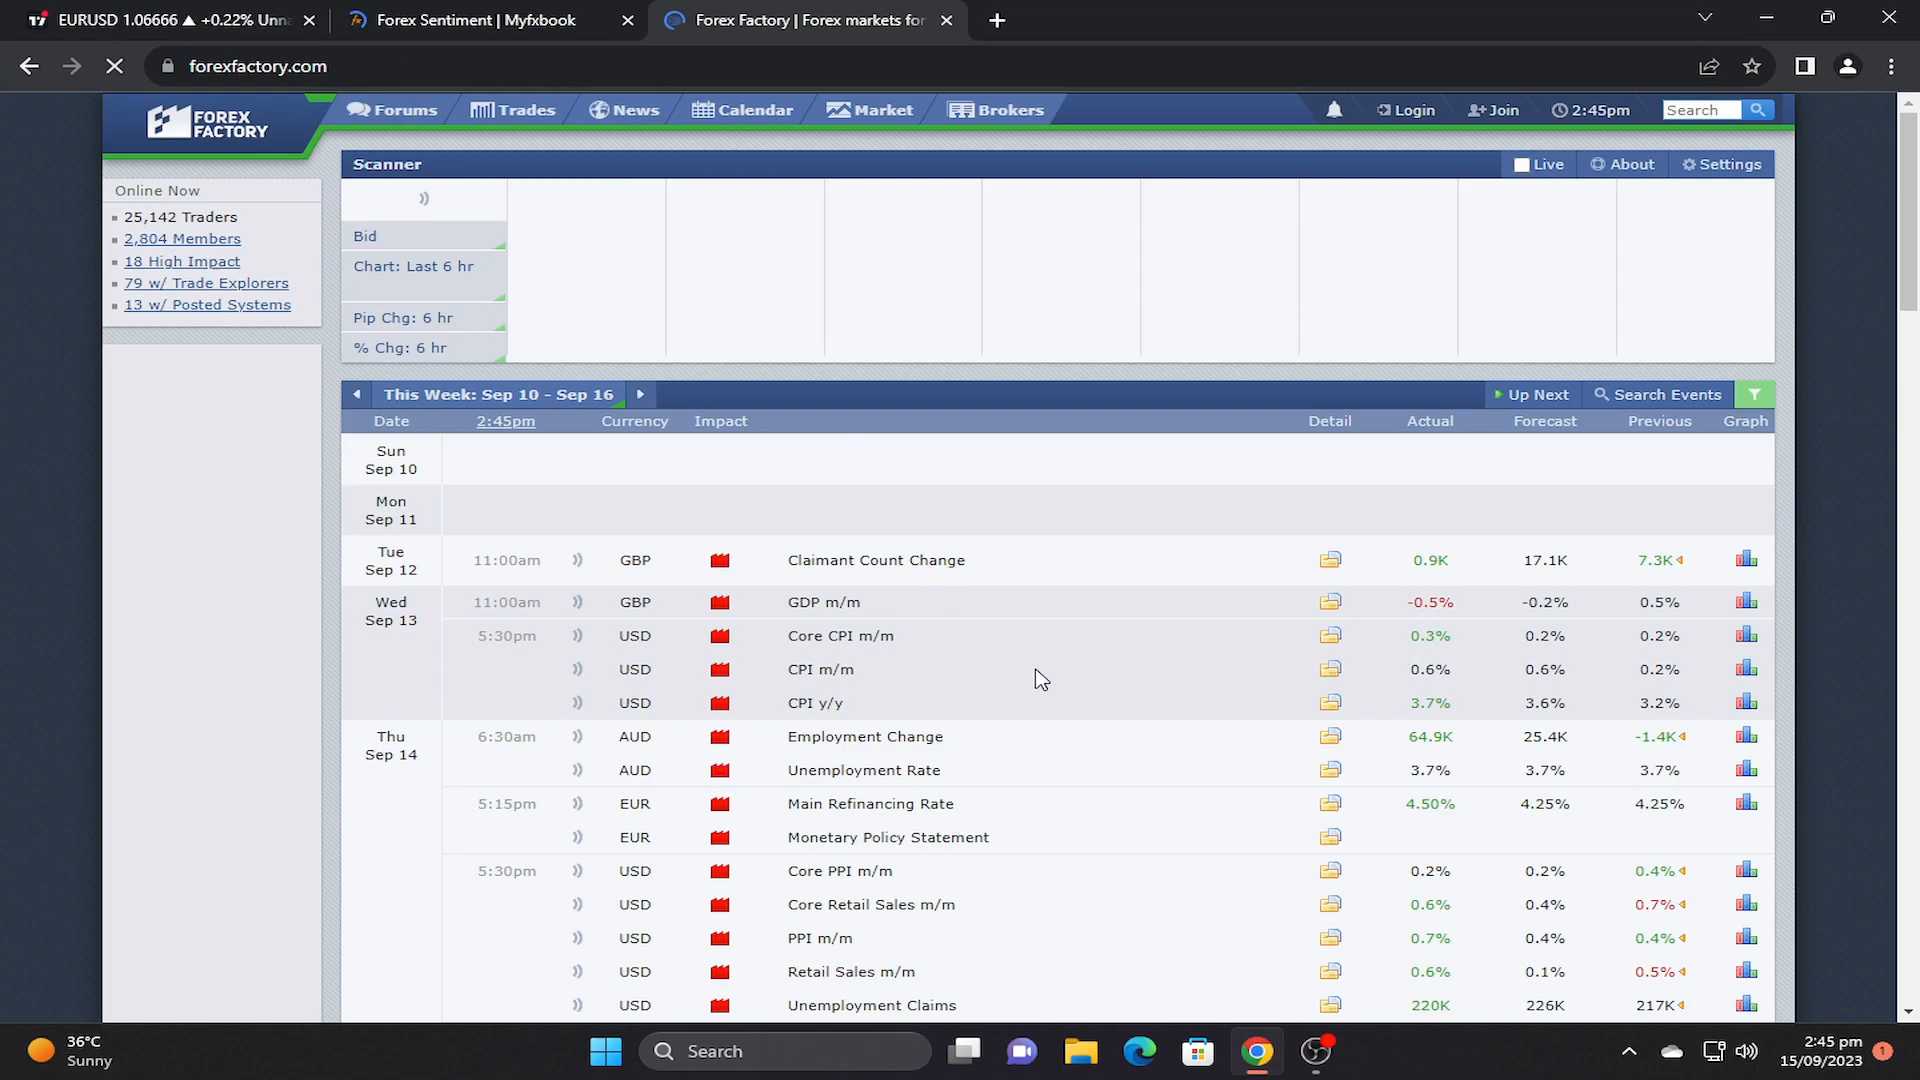 EURUSD 1.06666 ▲ +0.22% Unna
Forex Sentiment | Myfxbook
Forex Factory | Forex markets for
forexfactory.com
FOREX FACTORY
Forums
Trades
News
Calendar
Market
Brokers
Login
Join
2:45pm
Search
Online Now
25,142 Traders
2,804 Members
18 High Impact
79 w/ Trade Explorers
13 w/ Posted Systems
Scanner
Live
About
Settings
Bid
Chart: Last 6 hr
Pip Chg: 6 hr
% Chg: 6 hr
This Week: Sep 10 - Sep 16
Up Next
Search Events
Date 2:45pm Currency Impact Detail Actual Forecast Previous Graph
Sun
Sep 10
Mon
Sep 11
Tue
Sep 12
11:00am GBP Claimant Count Change 0.9K 17.1K 7.3K
Wed
Sep 13
11:00am GBP GDP m/m -0.5% -0.2% 0.5%
5:30pm USD Core CPI m/m 0.3% 0.2% 0.2%
USD CPI m/m 0.6% 0.6% 0.2%
USD CPI y/y 3.7% 3.6% 3.2%
Thu
Sep 14
6:30am AUD Employment Change 64.9K 25.4K -1.4K
AUD Unemployment Rate 3.7% 3.7% 3.7%
5:15pm EUR Main Refinancing Rate 4.50% 4.25% 4.25%
EUR Monetary Policy Statement
5:30pm USD Core PPI m/m 0.2% 0.2% 0.4%
USD Core Retail Sales m/m 0.6% 0.4% 0.7%
USD PPI m/m 0.7% 0.4% 0.4%
USD Retail Sales m/m 0.6% 0.1% 0.5%
USD Unemployment Claims 220K 226K 217K
36°C
Sunny
Search
2:45 pm
15/09/2023
1